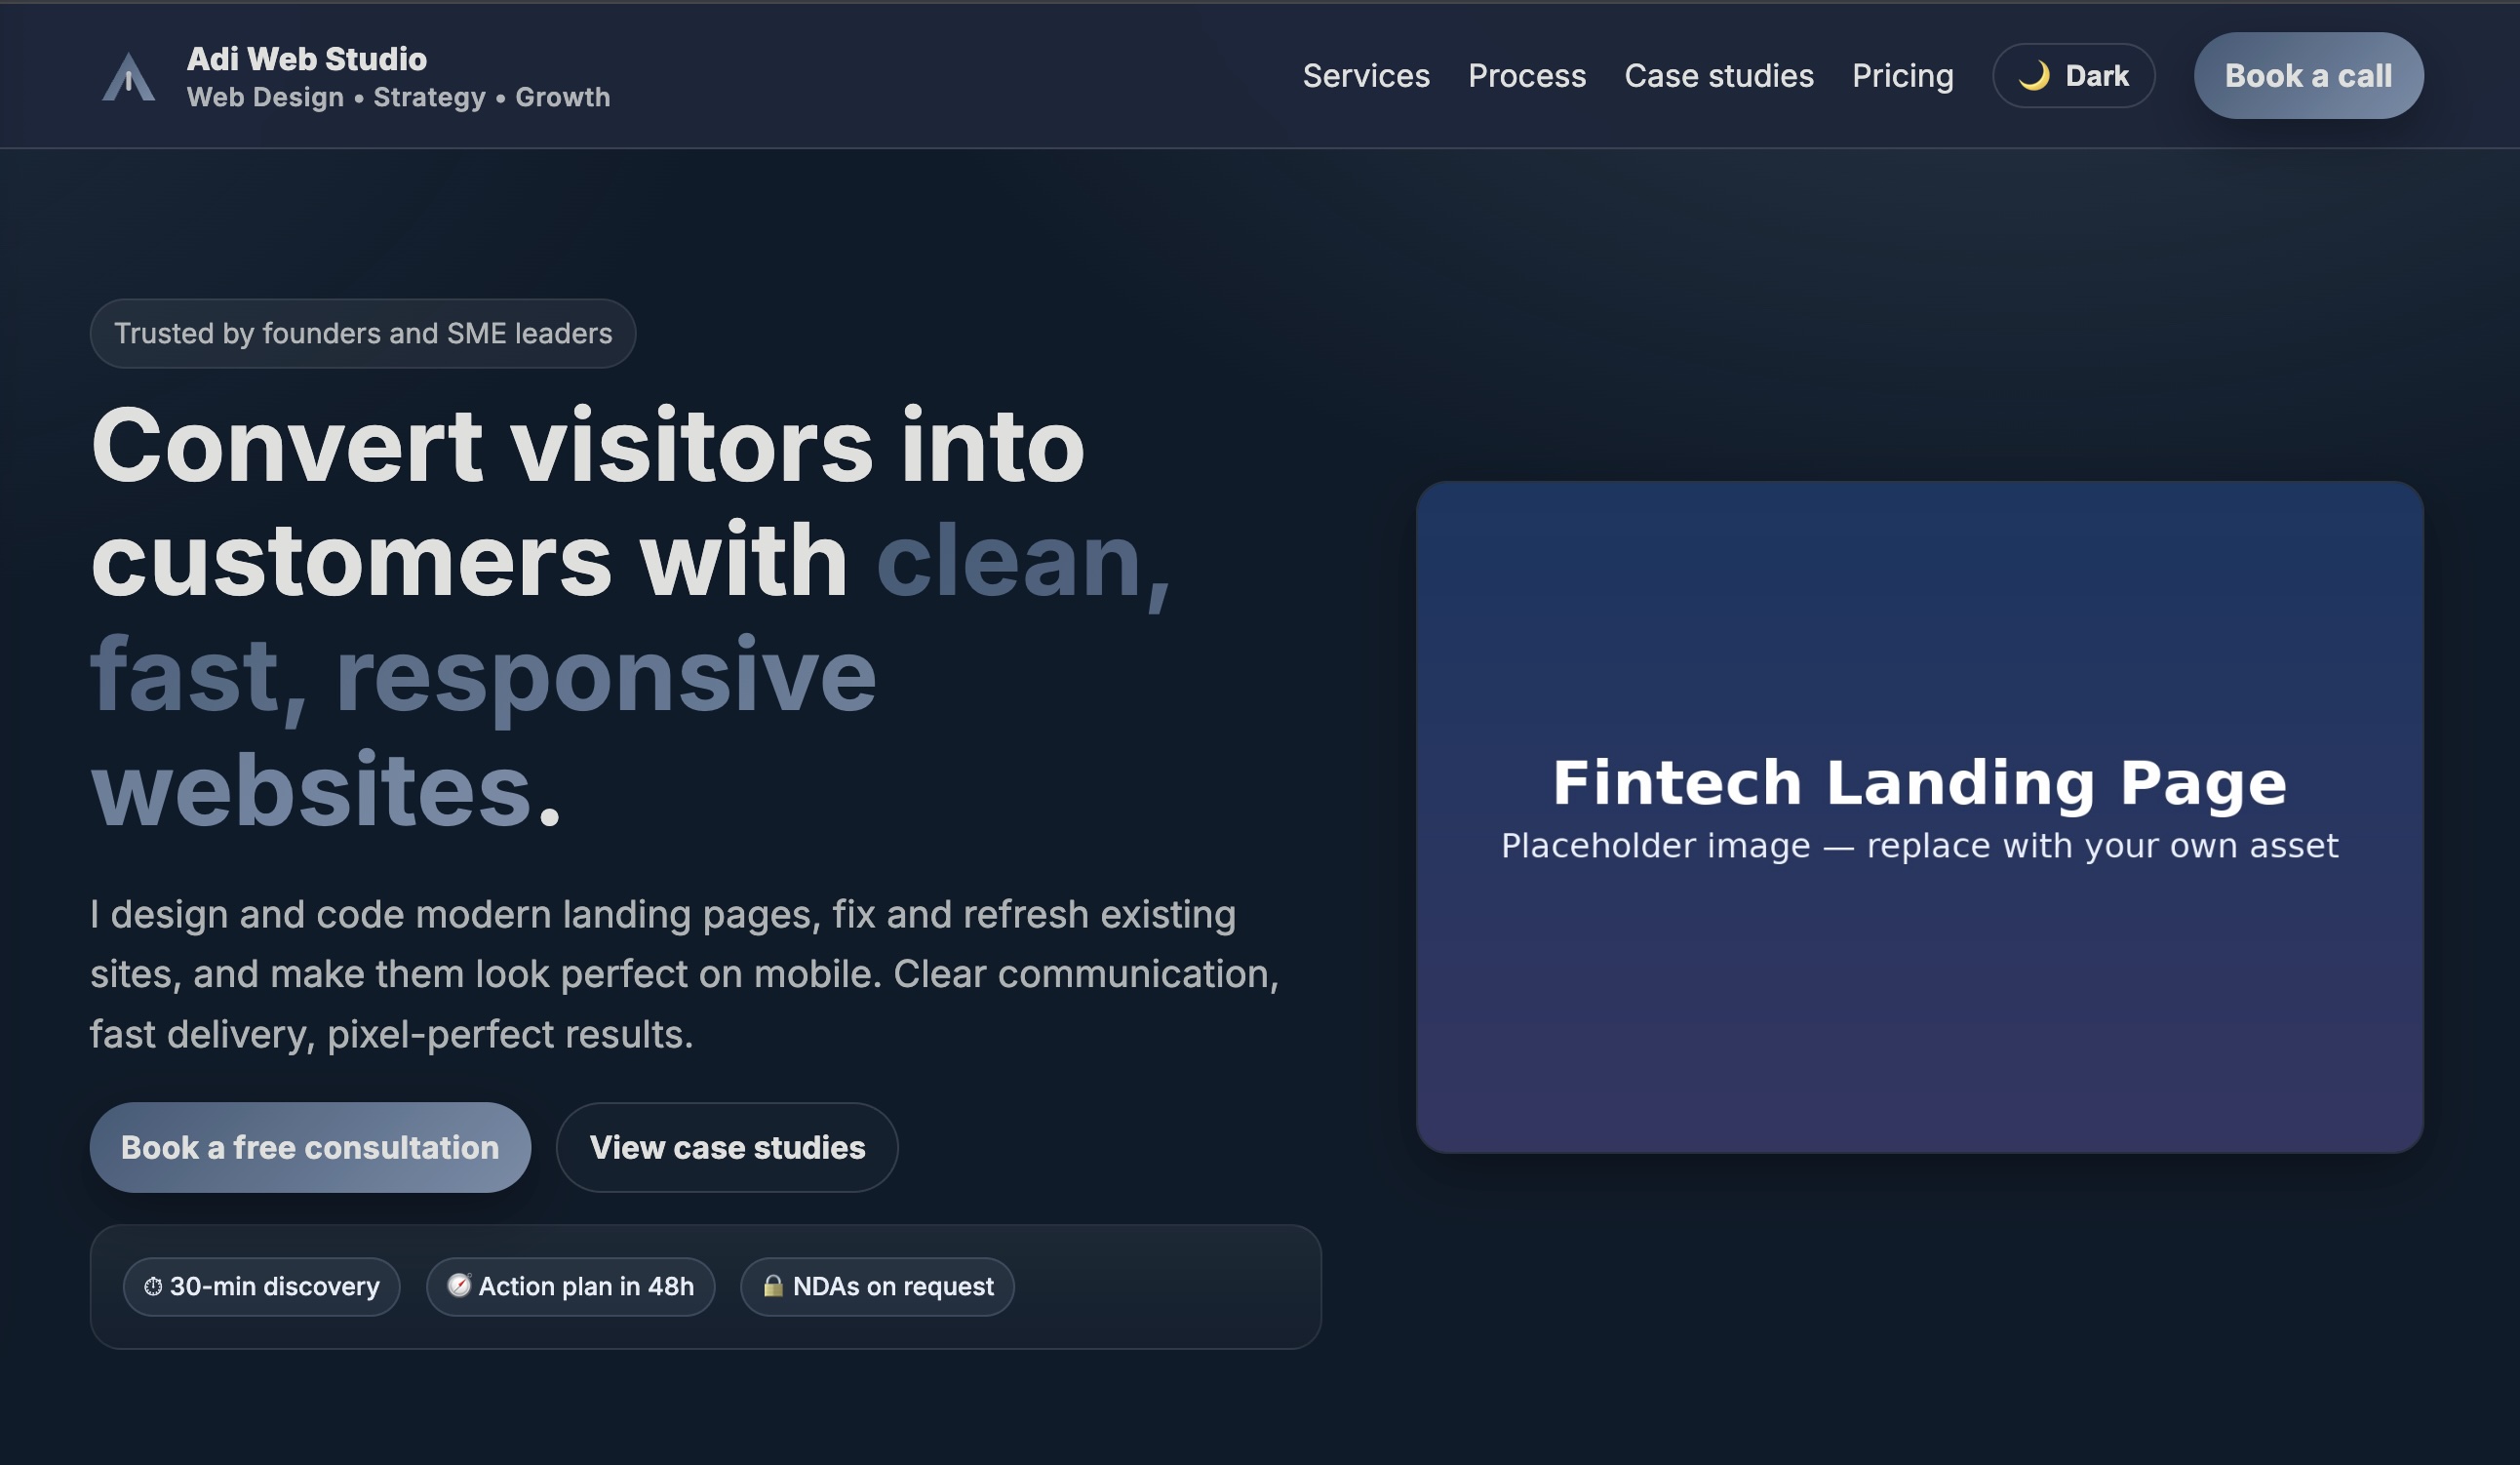 Adi Web Studio
Web Design • Strategy • Growth
Services Process Case studies Pricing 🌙 Dark Book a call
Trusted by founders and SME leaders
Convert visitors into
customers with clean,
fast, responsive
websites.
I design and code modern landing pages, fix and refresh existing
sites, and make them look perfect on mobile. Clear communication,
fast delivery, pixel-perfect results.
Book a free consultation View case studies
⏱ 30-min discovery 🧭 Action plan in 48h 🔒 NDAs on request
Fintech Landing Page
Placeholder image — replace with your own asset